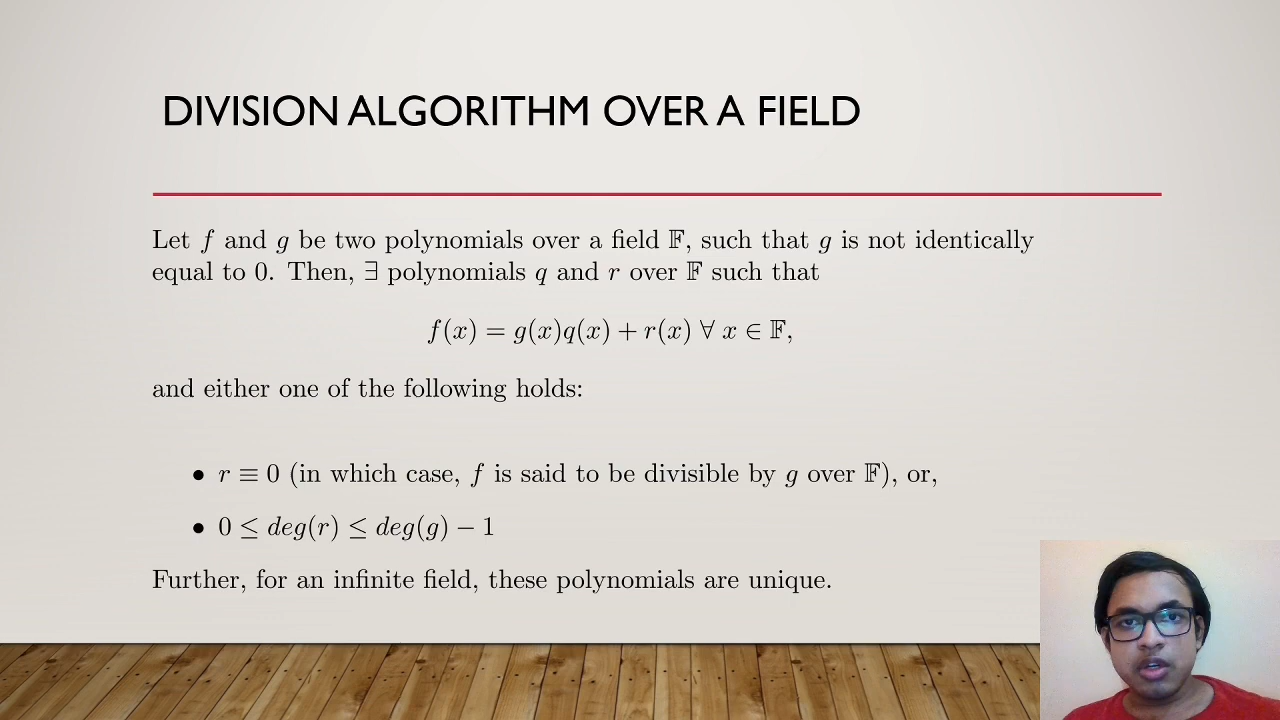 DIVISION ALGORITHM OVER A FIELD
Let f and g be two polynomials over a field 𝔽, such that g is not identically
equal to 0. Then, ∃ polynomials q and r over 𝔽 such that
f(x) = g(x)q(x) + r(x) ∀ x ∈ 𝔽,
and either one of the following holds:
• r ≡ 0 (in which case, f is said to be divisible by g over 𝔽), or,
• 0 ≤ deg(r) ≤ deg(g) − 1
Further, for an infinite field, these polynomials are unique.